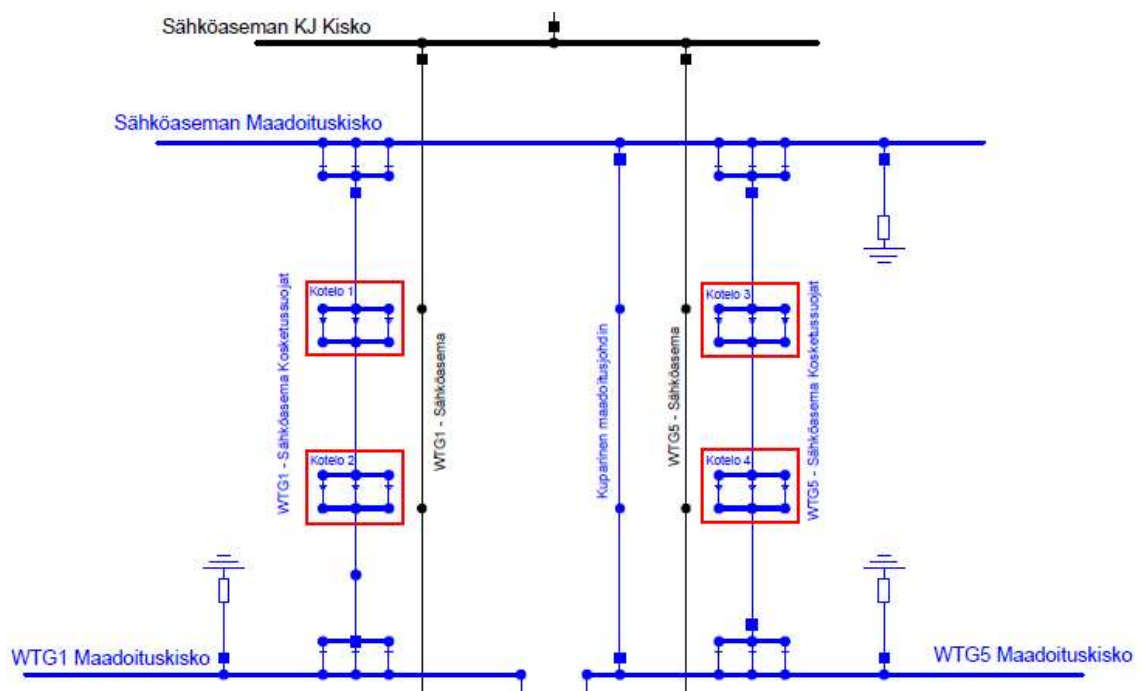 Sähköaseman KJ Kisko
Sähköaseman Maadoituskisko
Kotelo 1
Kotelo 3
WTG1 - Sähköasema Kosketussuojat
WTG1 - Sähköasema
Kuparinen maadoitusjohdin
WTG5 - Sähköasema
WTG5 - Sähköasema Kosketussuojat
Kotelo 2
Kotelo 4
WTG1 Maadoituskisko
WTG5 Maadoituskisko